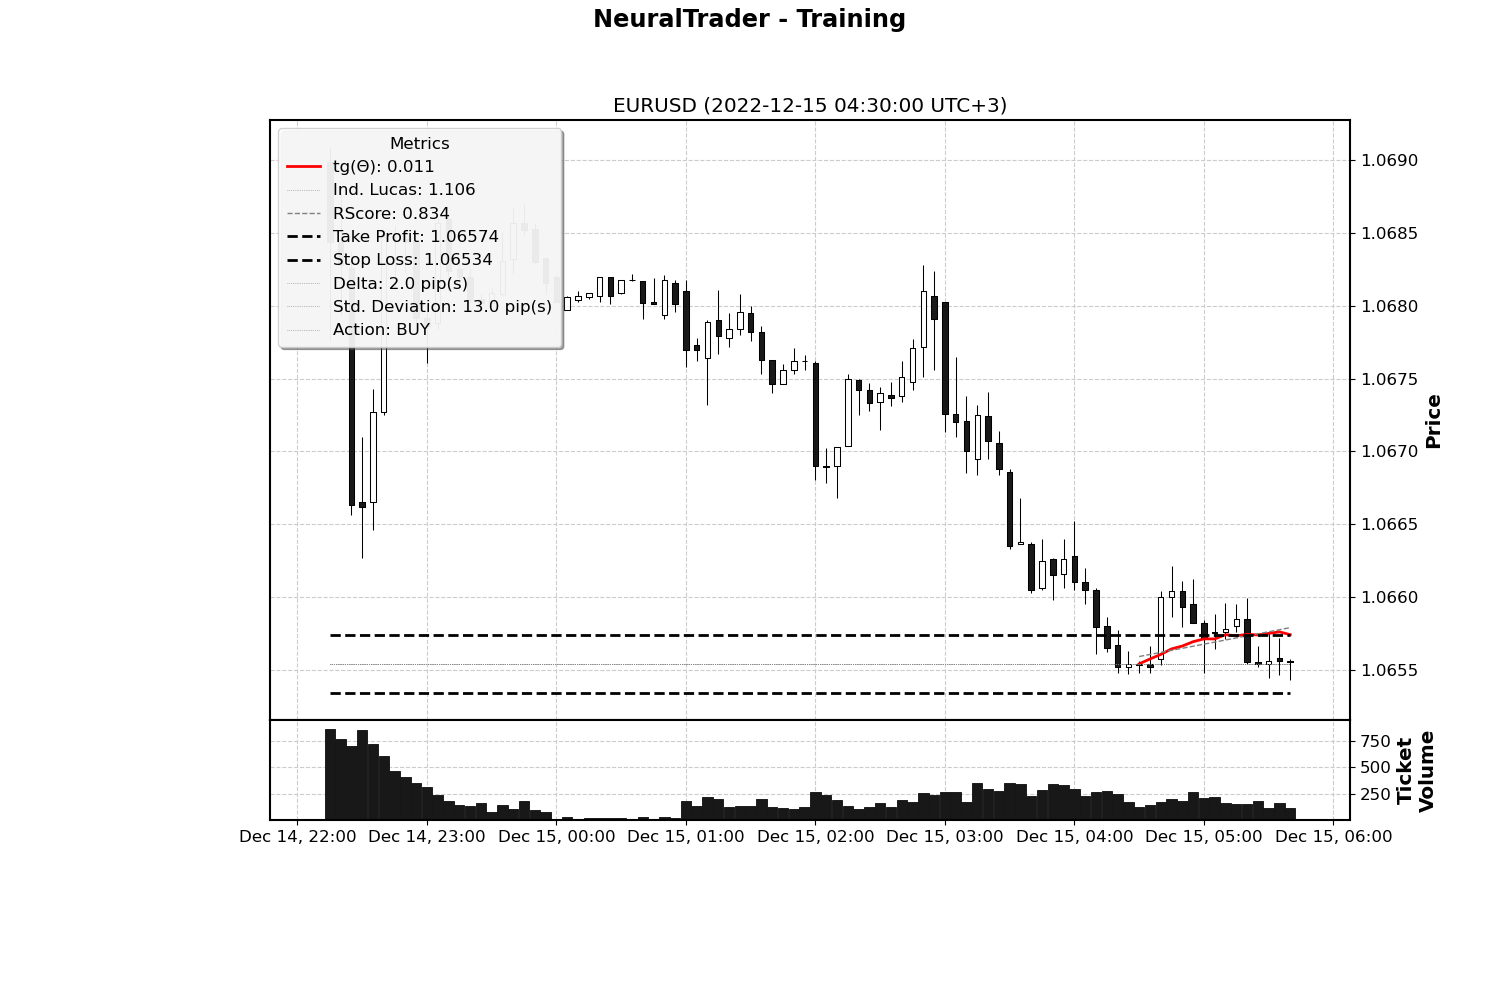 NeuralTrader - Training
EURUSD (2022-12-15 04:30:00 UTC+3)
Metrics
tg(Θ): 0.011
Ind. Lucas: 1.106
RScore: 0.834
Take Profit: 1.06574
Stop Loss: 1.06534
Delta: 2.0 pip(s)
Std. Deviation: 13.0 pip(s)
Action: BUY
1.0690
1.0685
1.0680
1.0675
1.0670
1.0665
1.0660
1.0655
Price
750
500
250
Ticket
Volume
Dec 14, 22:00 Dec 14, 23:00 Dec 15, 00:00 Dec 15, 01:00 Dec 15, 02:00 Dec 15, 03:00 Dec 15, 04:00 Dec 15, 05:00 Dec 15, 06:00